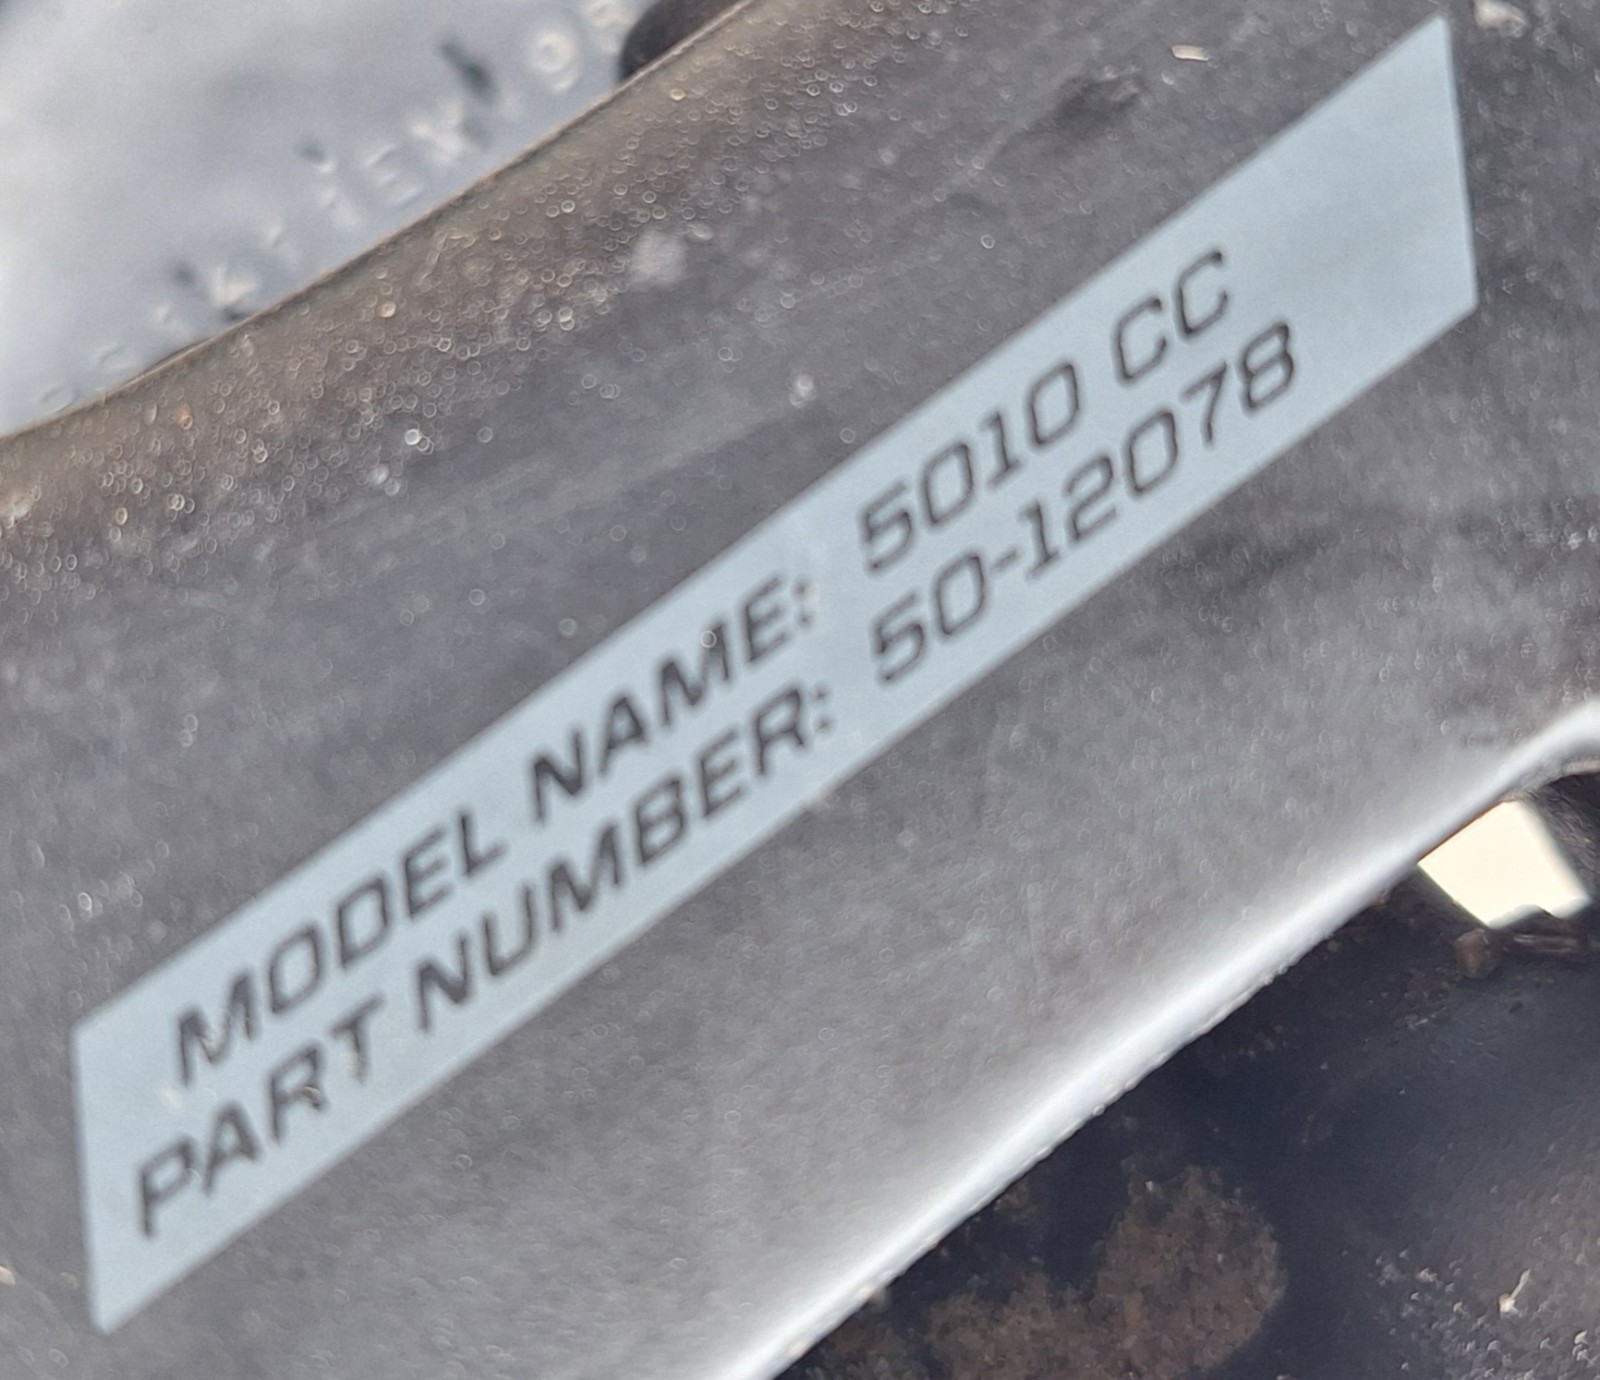 MODEL NAME: 5010 CC
PART NUMBER: 50-12078